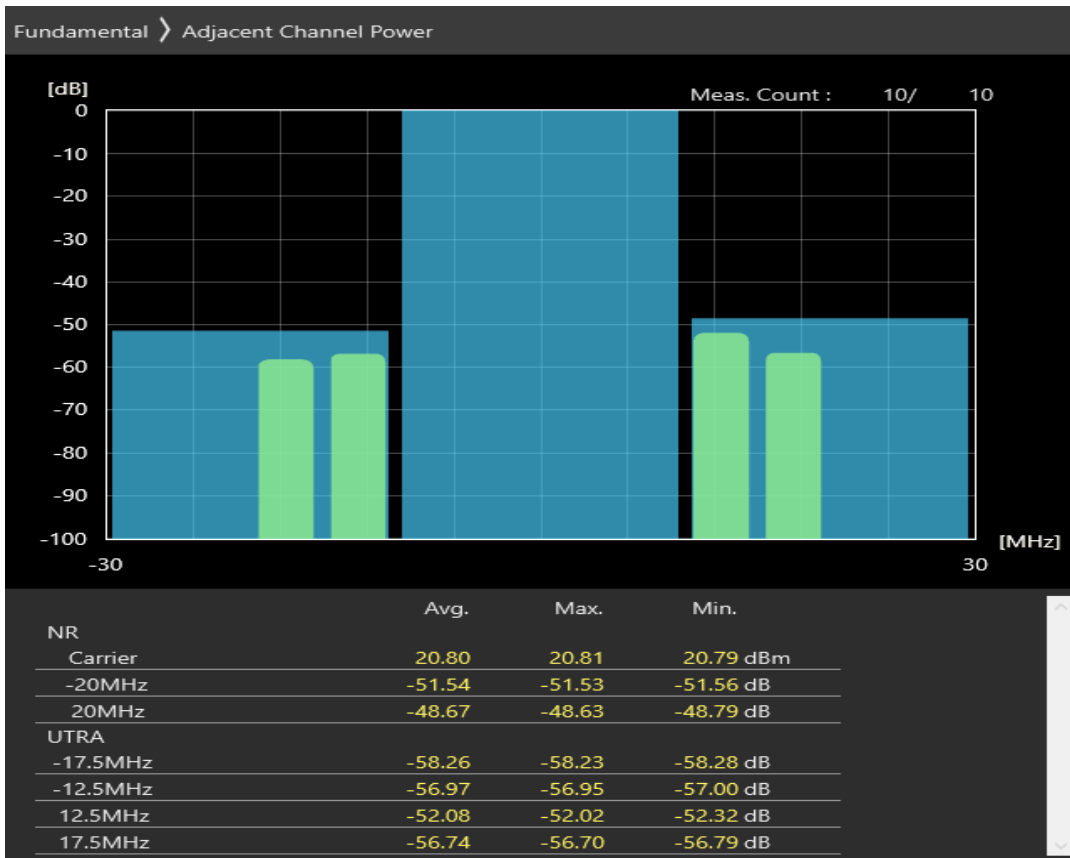 Fundamental ❯ Adjacent Channel Power
[dB]
Meas. Count : 10/ 10
0
-10
-20
-30
-40
-50
-60
-70
-80
-90
-100
[MHz]
-30 30
Avg. Max. Min.
NR
Carrier 20.80 20.81 20.79 dBm
-20MHz -51.54 -51.53 -51.56 dB
20MHz -48.67 -48.63 -48.79 dB
UTRA
-17.5MHz -58.26 -58.23 -58.28 dB
-12.5MHz -56.97 -56.95 -57.00 dB
12.5MHz -52.08 -52.02 -52.32 dB
17.5MHz -56.74 -56.70 -56.79 dB